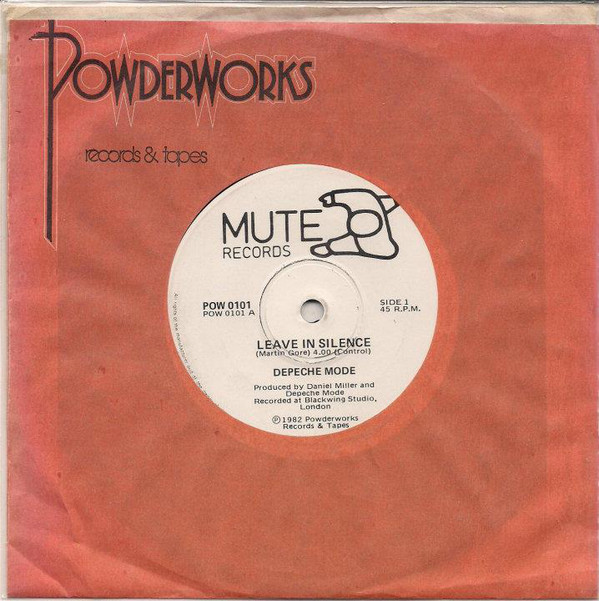 POWDERWORKS
records & tapes
MUTE
RECORDS
POW 0101
POW 0101 A
SIDE 1
45 R.P.M.
LEAVE IN SILENCE
(Martin Gore) 4.00 (Control)
DEPECHE MODE
Produced by Daniel Miller and
Depeche Mode
Recorded at Blackwing Studio,
London
Ⓟ1982 Powderworks
Records & Tapes